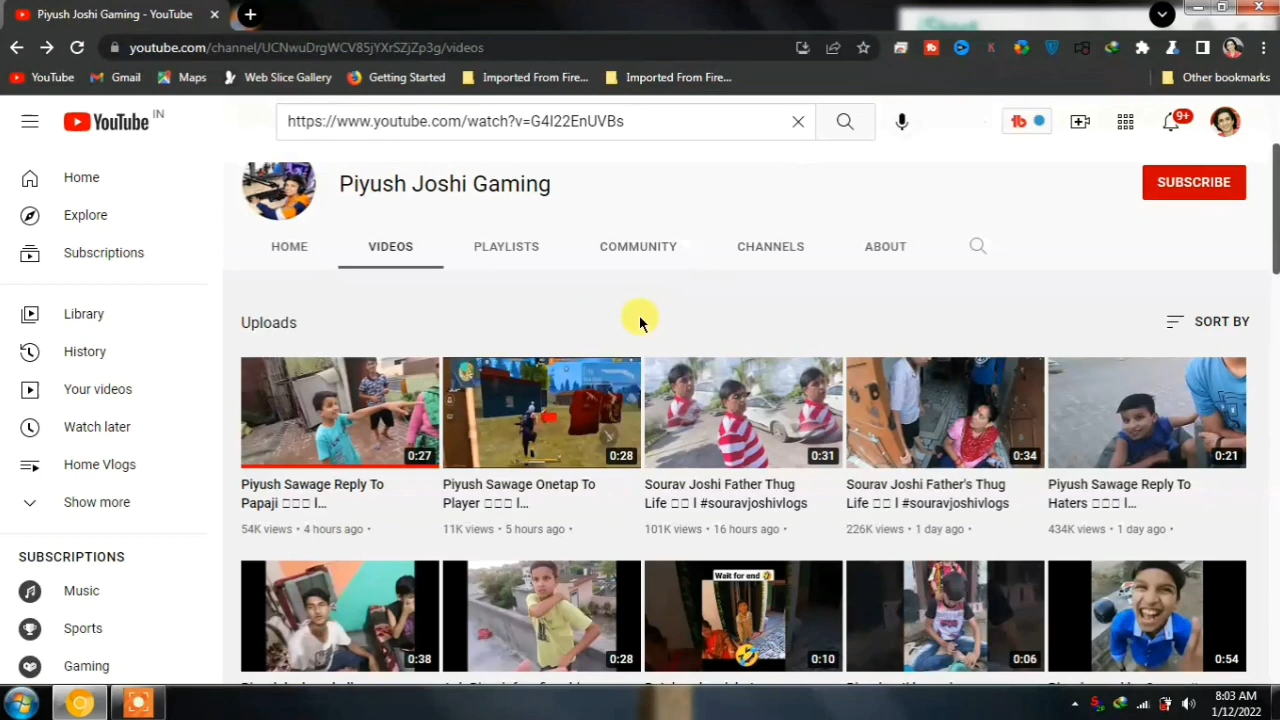 Piyush Joshi Gaming - YouTube
youtube.com/channel/UCNwuDrgWCV85jYXrSZjZp3g/videos
YouTube Gmail Maps Web Slice Gallery Getting Started Imported From Fire... Imported From Fire... Other bookmarks
YouTube IN
https://www.youtube.com/watch?v=G4I22EnUVBs
9+
Home
Explore
Subscriptions
Library
History
Your videos
Watch later
Home Vlogs
Show more
SUBSCRIPTIONS
Music
Sports
Gaming
Piyush Joshi Gaming
SUBSCRIBE
HOME VIDEOS PLAYLISTS COMMUNITY CHANNELS ABOUT
Uploads
SORT BY
0:27 0:28 0:31 0:34 0:21
Piyush Sawage Reply To
Papaji □□□ l...
54K views • 4 hours ago •
Piyush Sawage Onetap To
Player □□□ l...
11K views • 5 hours ago •
Sourav Joshi Father Thug
Life □□ l #souravjoshivlogs
101K views • 16 hours ago •
Sourav Joshi Father's Thug
Life □□ l #souravjoshivlogs
226K views • 1 day ago •
Piyush Sawage Reply To
Haters □□□ l...
434K views • 1 day ago •
Wait for end
0:38 0:28 0:10 0:06 0:54
8:03 AM
1/12/2022